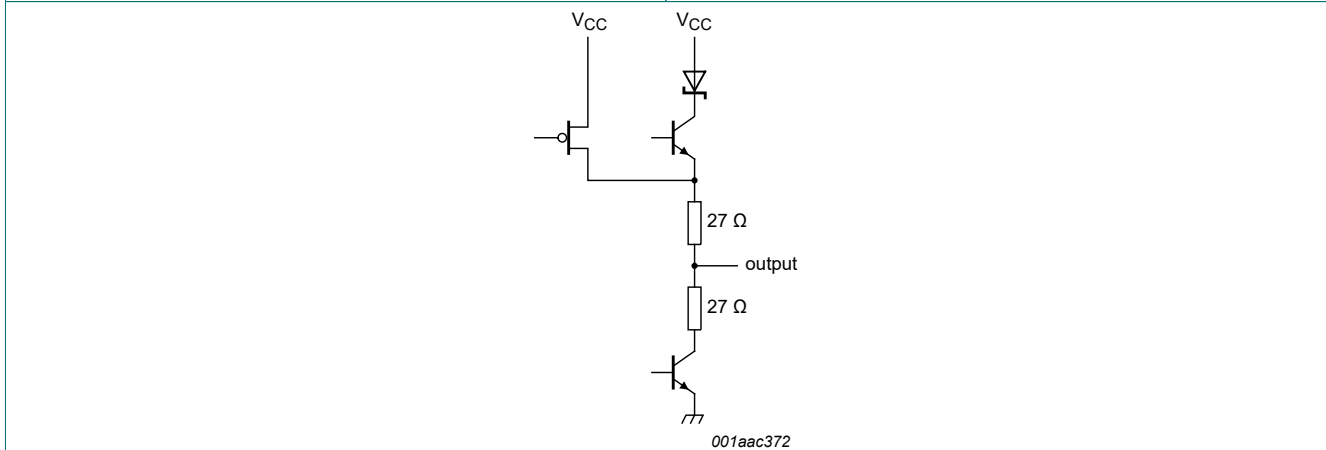 VCC VCC
27 Ω
output
27 Ω
001aac372